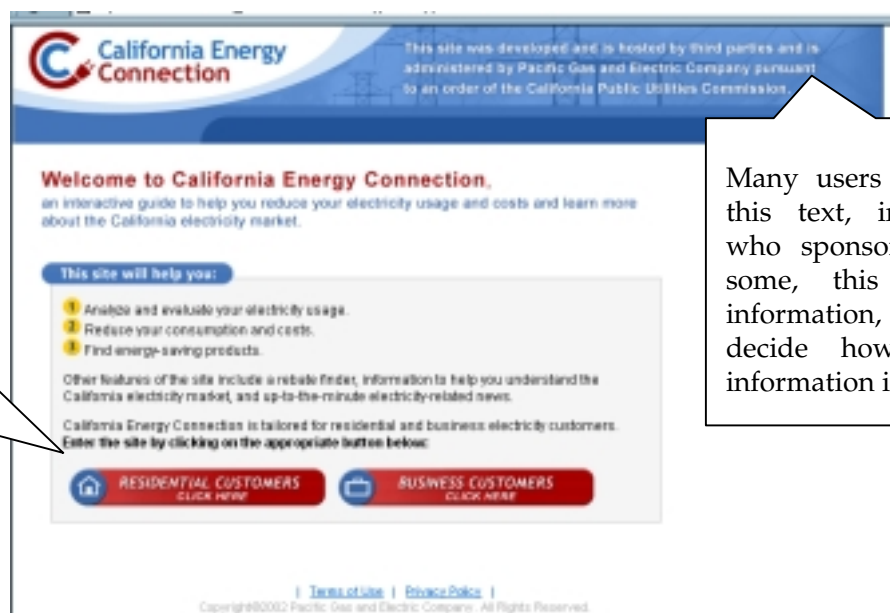 California Energy
Connection
This site was developed and is hosted by third parties and is
administered by Pacific Gas and Electric Company pursuant
to an order of the California Public Utilities Commission.
Welcome to California Energy Connection,
an interactive guide to help you reduce your electricity usage and costs and learn more
about the California electricity market.
This site will help you:
1 Analyze and evaluate your electricity usage.
2 Reduce your consumption and costs.
3 Find energy-saving products.
Other features of the site include a rebate finder, information to help you understand the
California electricity market, and up-to-the-minute electricity-related news.
California Energy Connection is tailored for residential and business electricity customers.
Enter the site by clicking on the appropriate button below:
RESIDENTIAL CUSTOMERS
CLICK HERE
BUSINESS CUSTOMERS
CLICK HERE
| Terms of Use | Privacy Policy |
Copyright©2002 Pacific Gas and Electric Company. All Rights Reserved.
Many users
this text,
who
some, this
information,
decide how
information